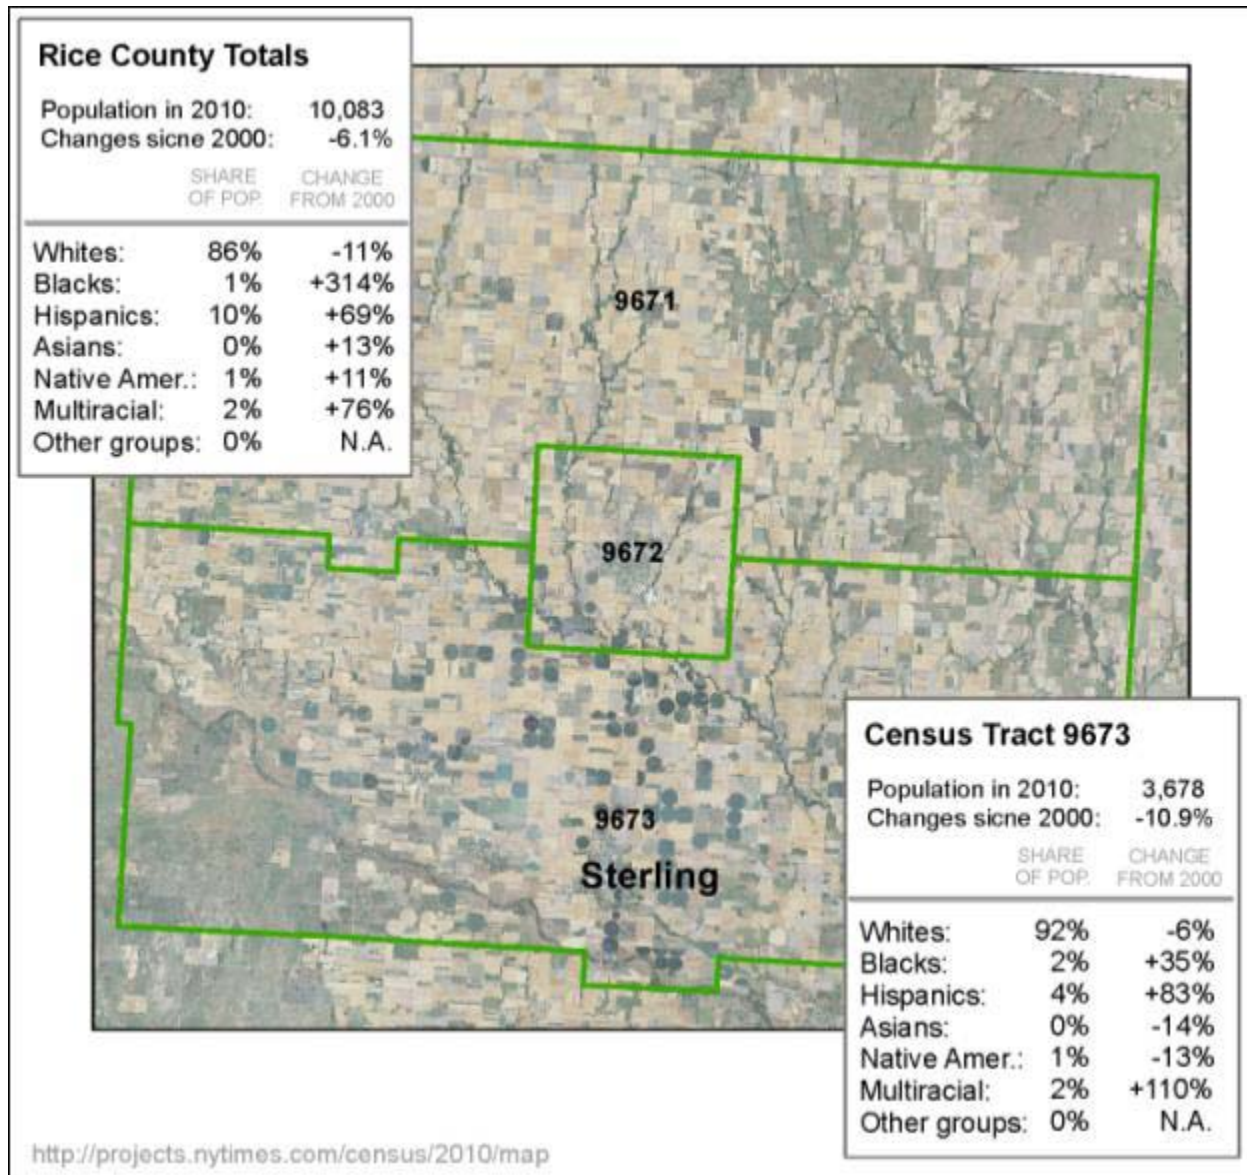 Rice County Totals
Population in 2010: 10,083
Changes sicne 2000: -6.1%
SHARE OF POP. CHANGE FROM 2000
Whites: 86% -11%
Blacks: 1% +314%
Hispanics: 10% +69%
Asians: 0% +13%
Native Amer.: 1% +11%
Multiracial: 2% +76%
Other groups: 0% N.A.
9671
9672
9673
Sterling
Census Tract 9673
Population in 2010: 3,678
Changes sicne 2000: -10.9%
SHARE OF POP. CHANGE FROM 2000
Whites: 92% -6%
Blacks: 2% +35%
Hispanics: 4% +83%
Asians: 0% -14%
Native Amer.: 1% -13%
Multiracial: 2% +110%
Other groups: 0% N.A.
http://projects.nytimes.com/census/2010/map